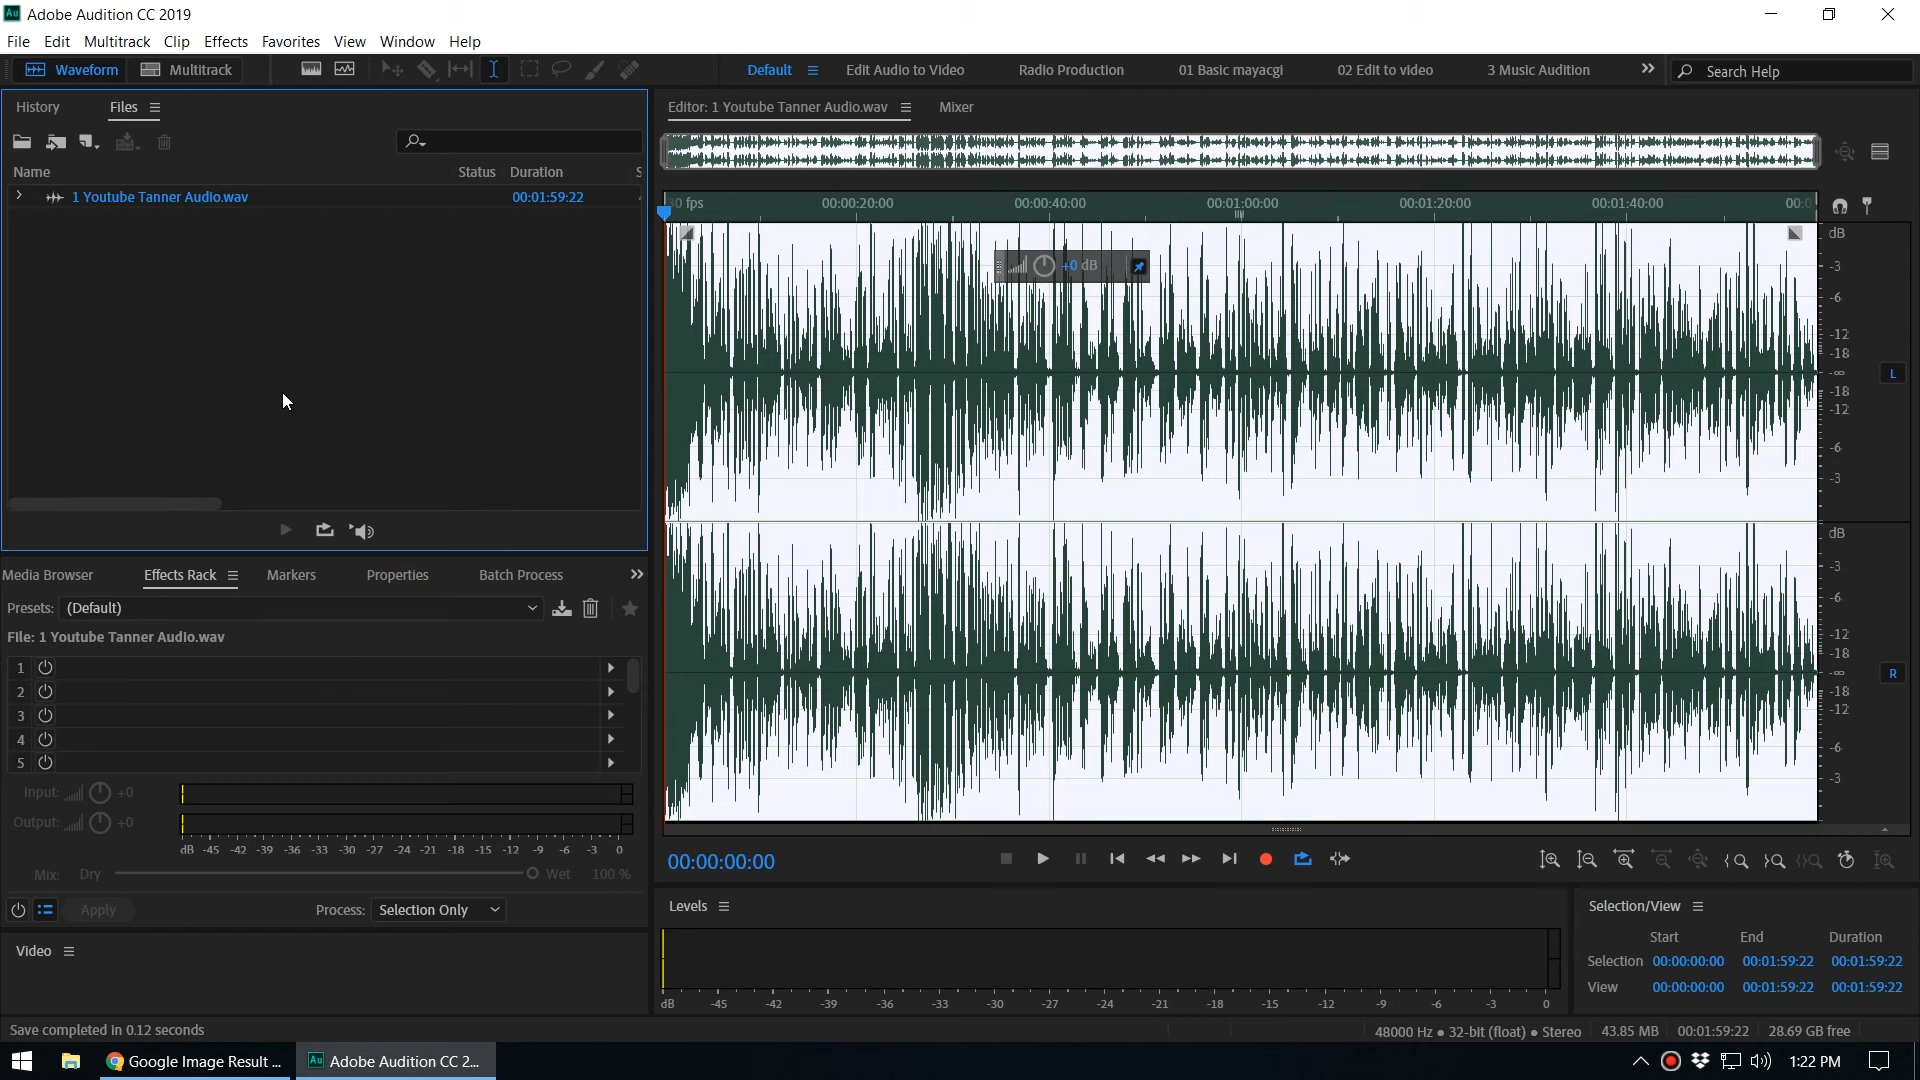 Au Adobe Audition CC 2019
File Edit Multitrack Clip Effects Favorites View Window Help
Waveform Multitrack Default Edit Audio to Video Radio Production 01 Basic mayacgi 02 Edit to video 3 Music Audition Search Help
History Files
Name Status Duration S
1 Youtube Tanner Audio.wav 00:01:59:22
Media Browser Effects Rack Markers Properties Batch Process
Presets: (Default)
File: 1 Youtube Tanner Audio.wav
1
2
3
4
5
Input: +0
Output: +0
dB -45 -42 -39 -36 -33 -30 -27 -24 -21 -18 -15 -12 -9 -6 -3 0
Mix: Dry Wet 100 %
Apply Process: Selection Only
Video
Editor: 1 Youtube Tanner Audio.wav Mixer
30 fps 00:00:20:00 00:00:40:00 00:01:00:00 00:01:20:00 00:01:40:00 00:0
+0 dB
dB
-3
-6
-12
-18
-∞
-18
-12
-6
-3
L
dB
-3
-6
-12
-18
-∞
-18
-12
-6
-3
R
00:00:00:00
Levels
dB -45 -42 -39 -36 -33 -30 -27 -24 -21 -18 -15 -12 -9 -6 -3 0
Selection/View
Start End Duration
Selection 00:00:00:00 00:01:59:22 00:01:59:22
View 00:00:00:00 00:01:59:22 00:01:59:22
Save completed in 0.12 seconds
48000 Hz ● 32-bit (float) ● Stereo 43.85 MB 00:01:59:22 28.69 GB free
Google Image Result ... Au Adobe Audition CC 2... 1:22 PM